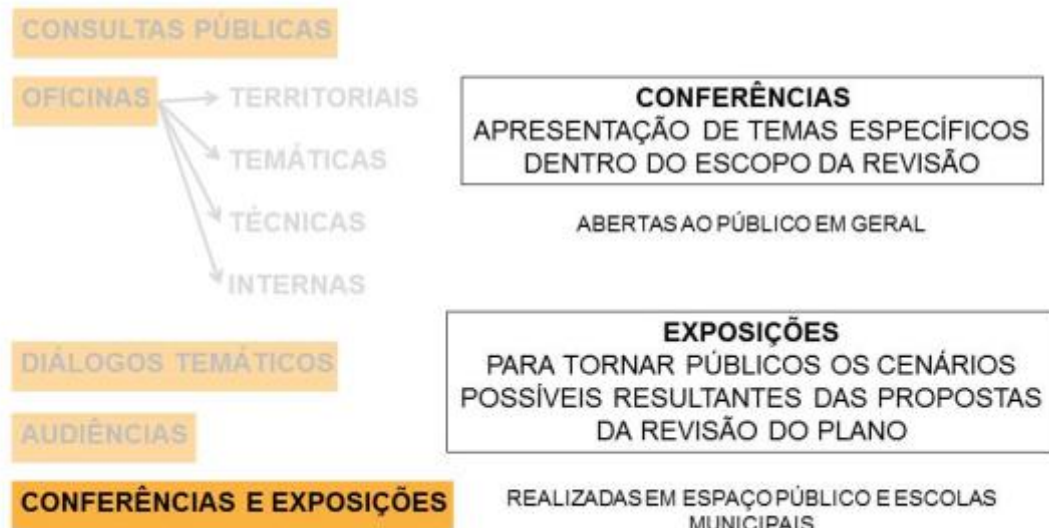 CONSULTAS PÚBLICAS
OFICINAS
TERRITORIAIS
TEMÁTICAS
TÉCNICAS
INTERNAS
DIÁLOGOS TEMÁTICOS
AUDIÊNCIAS
CONFERÊNCIAS E EXPOSIÇÕES
CONFERÊNCIAS
APRESENTAÇÃO DE TEMAS ESPECÍFICOS
DENTRO DO ESCOPO DA REVISÃO
ABERTAS AO PÚBLICO EM GERAL
EXPOSIÇÕES
PARA TORNAR PÚBLICOS OS CENÁRIOS
POSSÍVEIS RESULTANTES DAS PROPOSTAS
DA REVISÃO DO PLANO
REALIZADAS EM ESPAÇO PÚBLICO E ESCOLAS
MUNICIPAIS